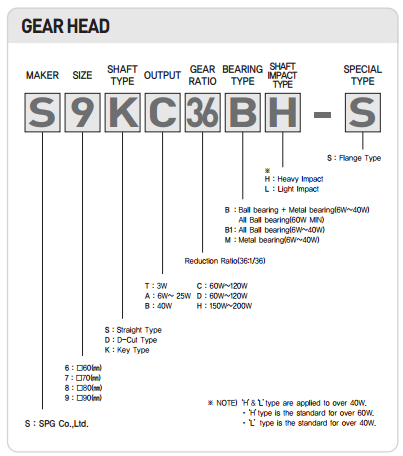 GEAR HEAD
MAKER SIZE SHAFT TYPE OUTPUT GEAR RATIO BEARING TYPE SHAFT IMPACT TYPE SPECIAL TYPE
S 9 K C 36 B H - S
S : Flange Type
※
H : Heavy Impact
L : Light Impact
B : Ball bearing + Metal bearing(6W~40W)
All Ball bearing(60W MIN)
B1 : All Ball bearing(6W~40W)
M : Metal bearing(6W~40W)
Reduction Ratio(36:1/36)
T : 3W C : 60W~120W
A : 6W~ 25W D : 60W~120W
B : 40W H : 150W~200W
S : Straight Type
D : D-Cut Type
K : Key Type
6 : □60(㎜)
7 : □70(㎜)
8 : □80(㎜)
9 : □90(㎜)
※ NOTE) 'H' & 'L' type are applied to over 40W.
• 'H' type is the standard for over 60W.
• 'L' type is the standard for over 40W.
S : SPG Co.,Ltd.